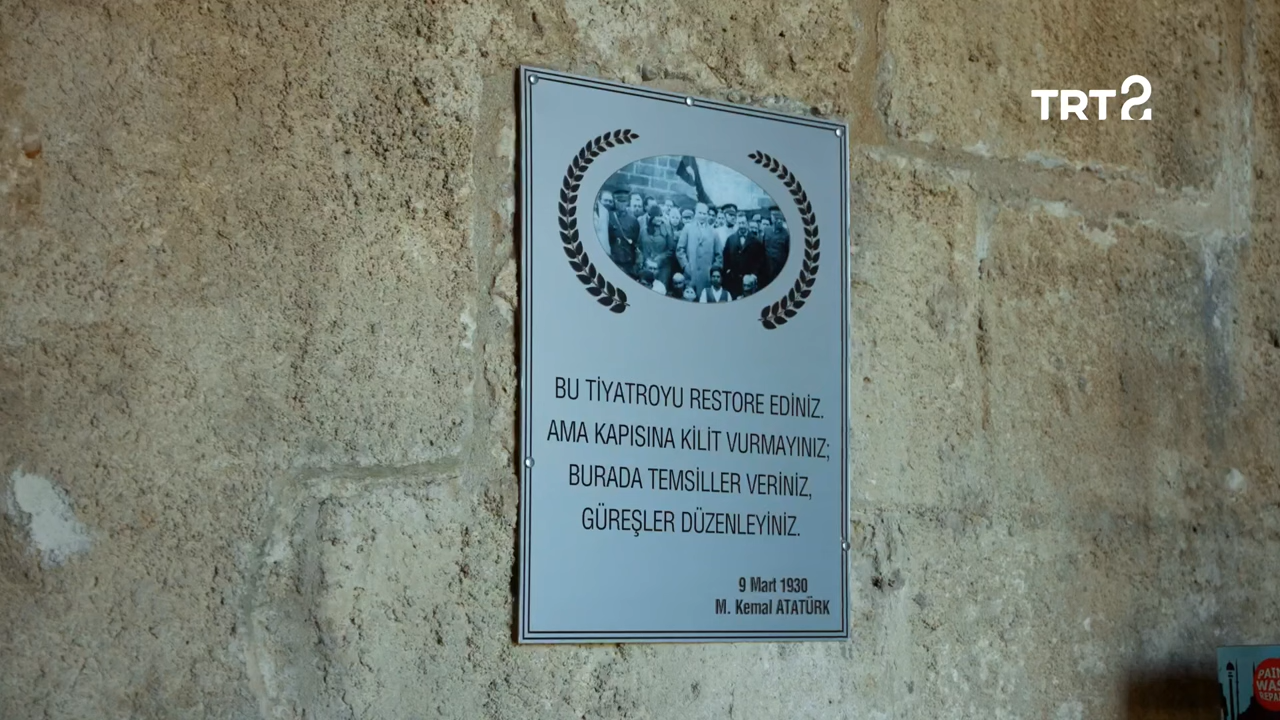 TRT2
BU TİYATROYU RESTORE EDİNİZ.
AMA KAPISINA KİLİT VURMAYINIZ;
BURADA TEMSİLLER VERİNİZ,
GÜREŞLER DÜZENLEYİNİZ.
9 Mart 1930
M. Kemal ATATÜRK